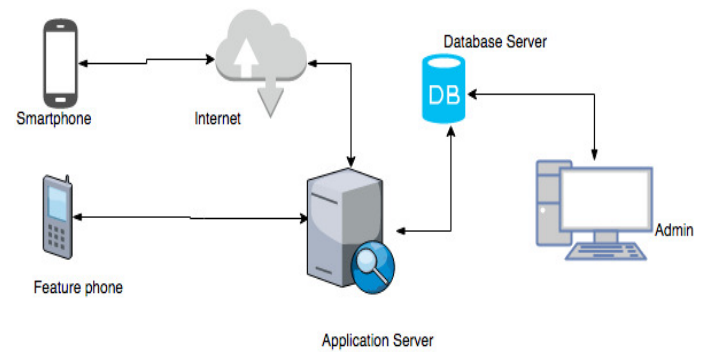 Database Server
Smartphone
Internet
DB
Admin
Feature phone
Application Server